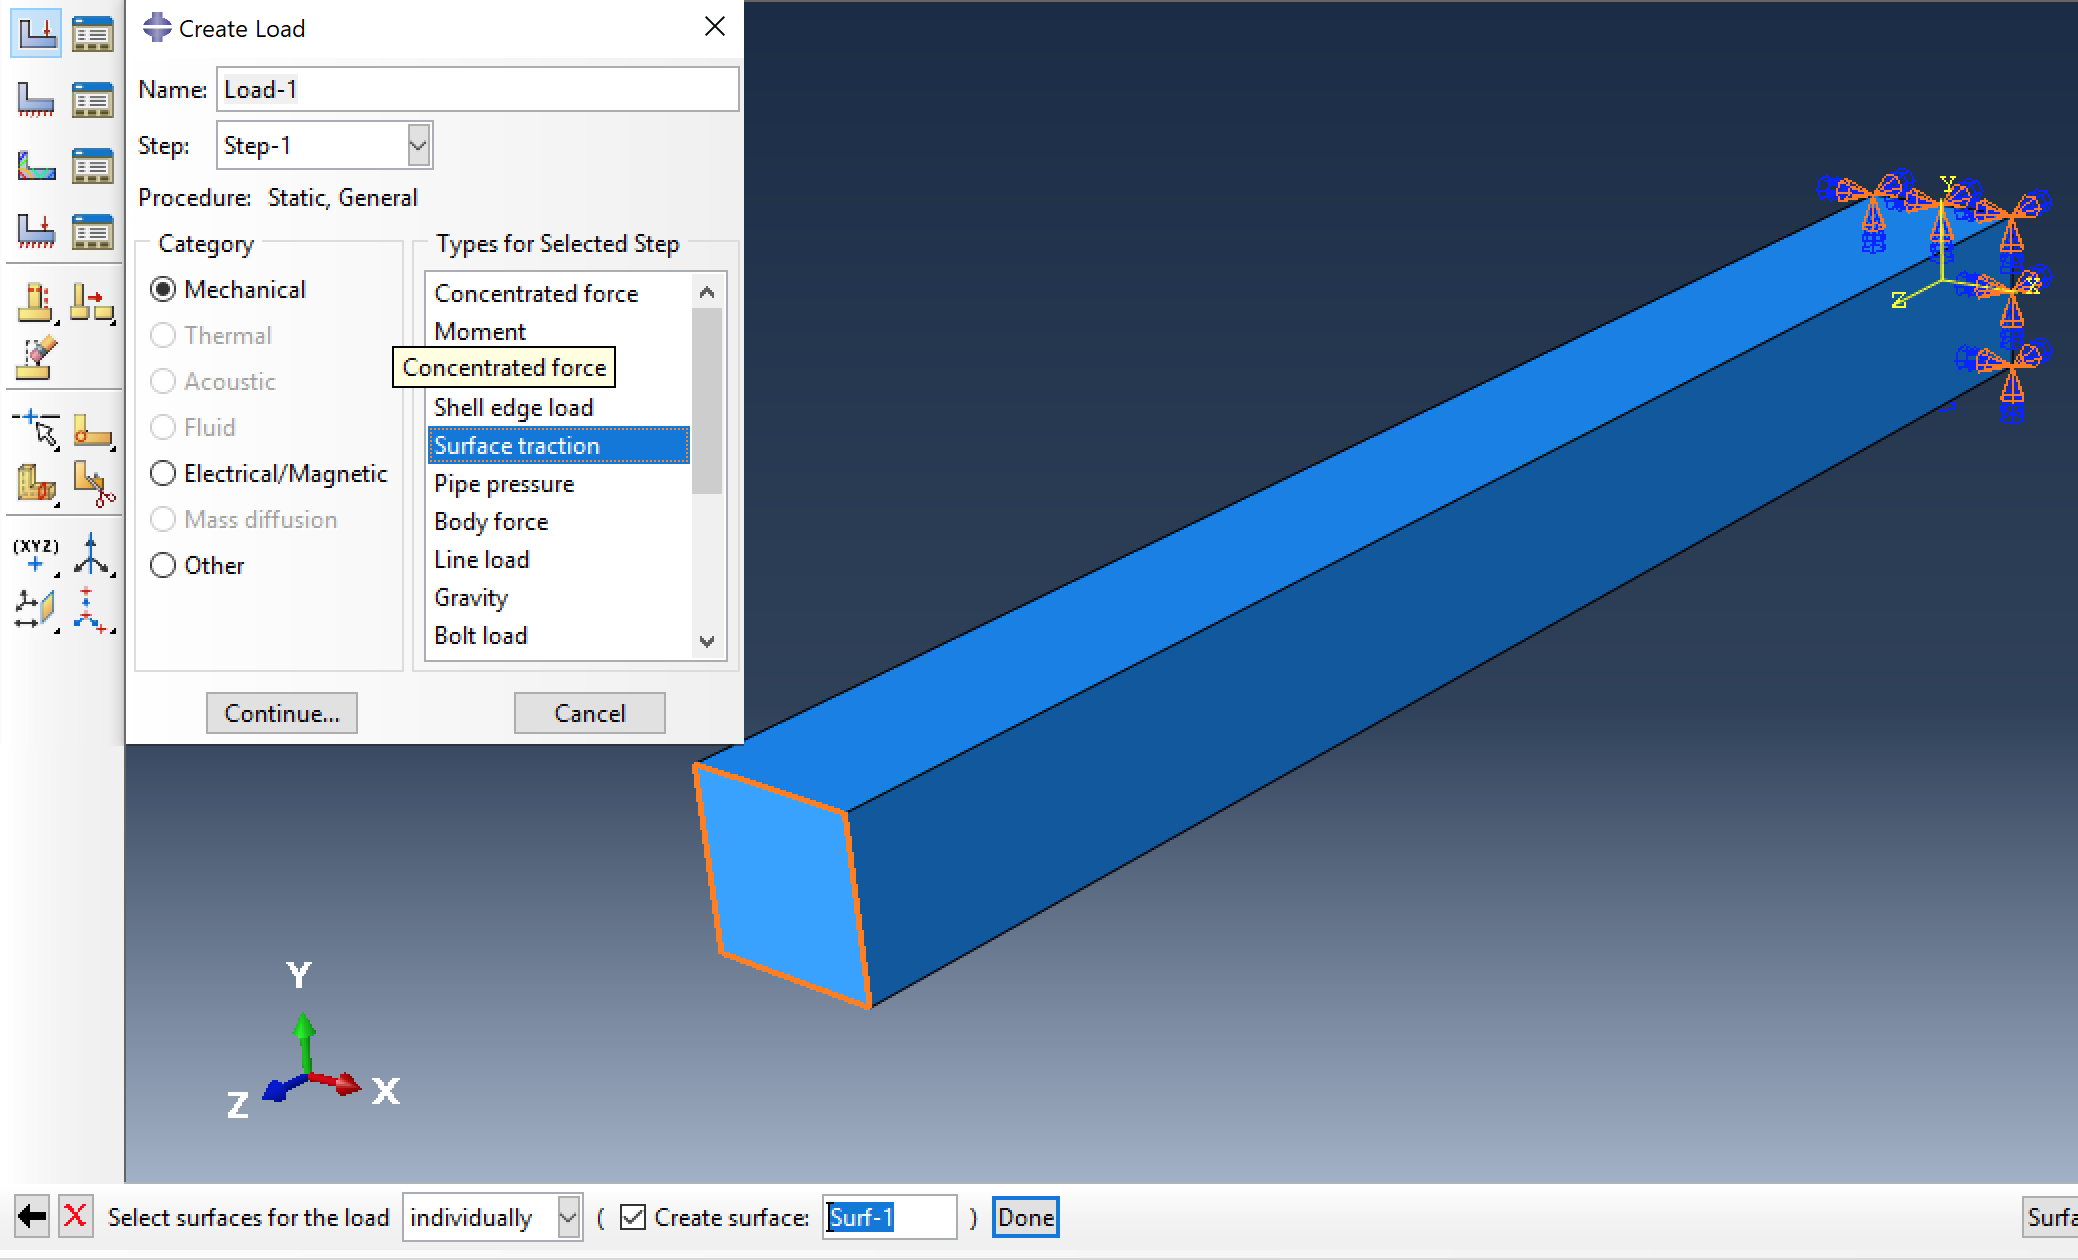 Create Load
Name: Load-1
Step: Step-1
Procedure: Static, General
Category
Mechanical
Thermal
Acoustic
Fluid
Electrical/Magnetic
Mass diffusion
Other
Types for Selected Step
Concentrated force
Moment
Concentrated force
Shell edge load
Surface traction
Pipe pressure
Body force
Line load
Gravity
Bolt load
Continue...
Cancel
(XYZ)
Y
Z
X
Y
Z
X
Select surfaces for the load individually ( Create surface: Surf-1 ) Done